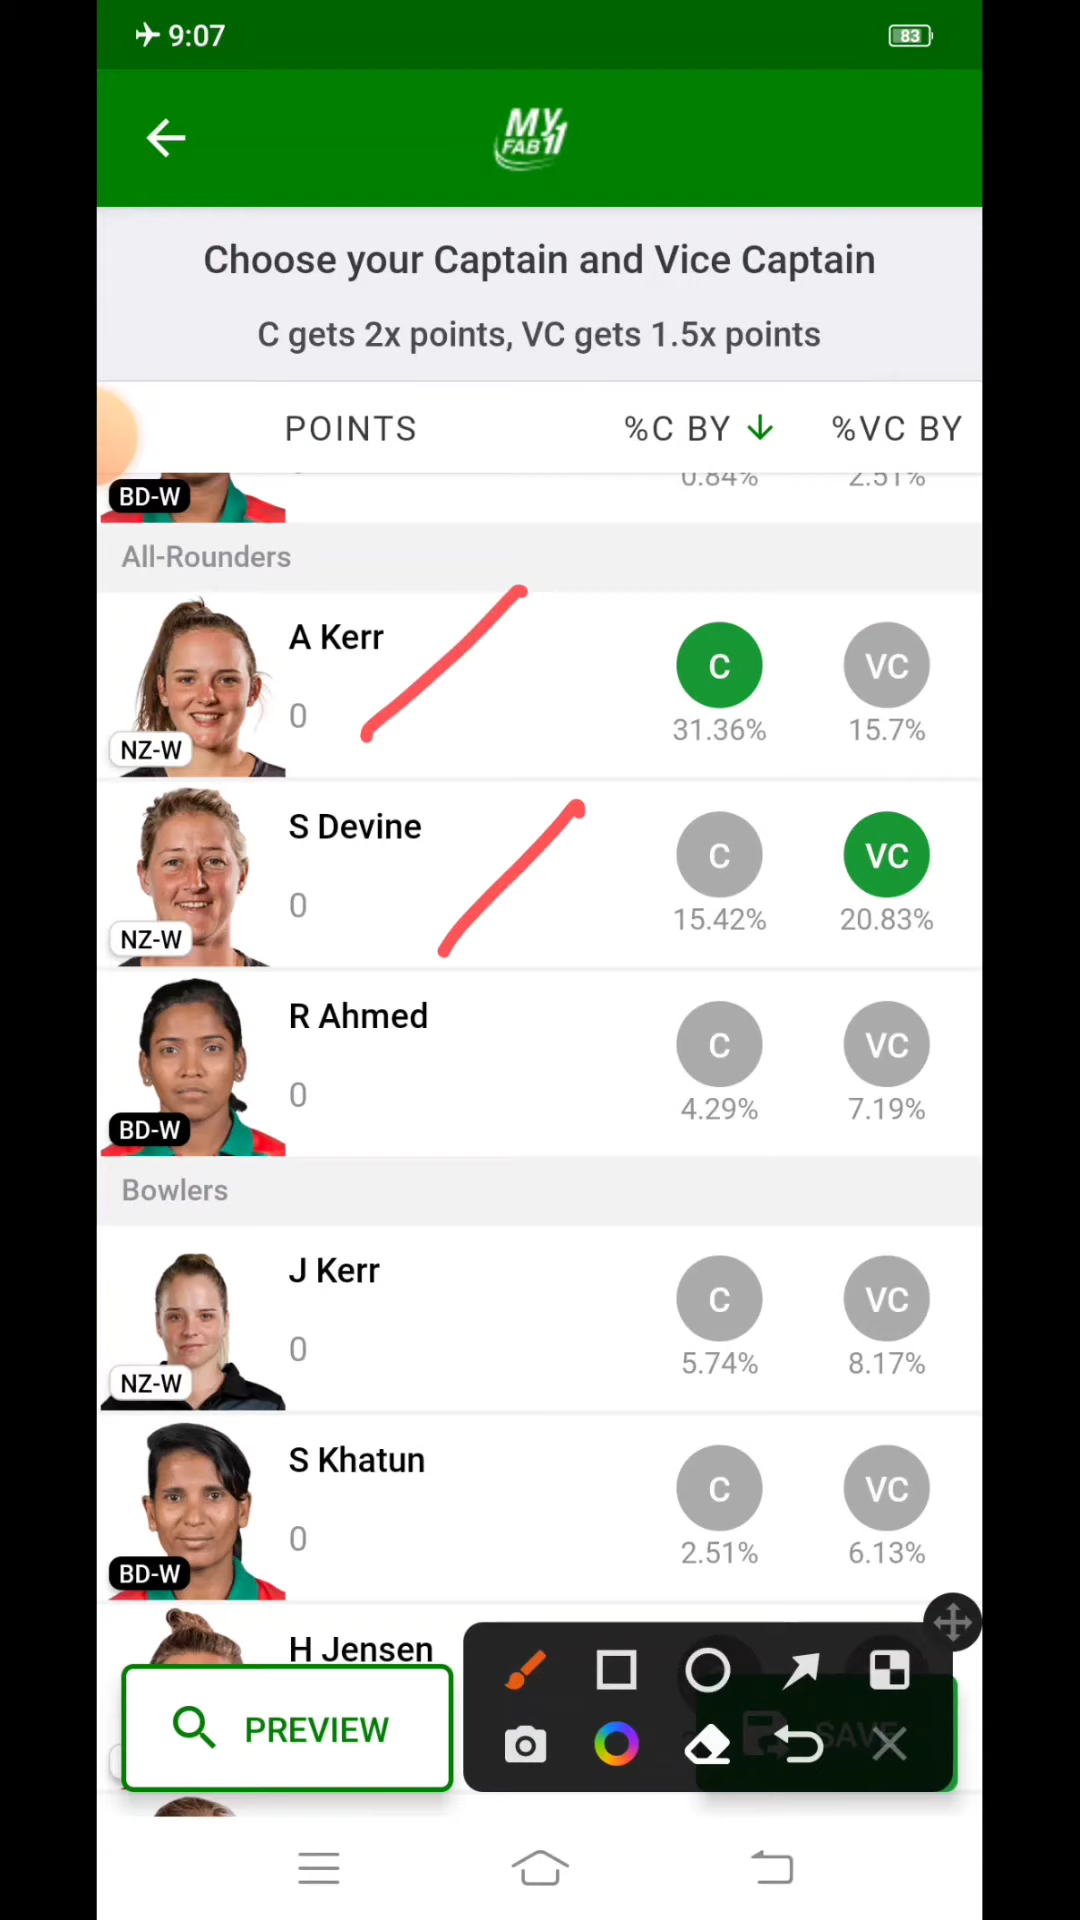 9:07
83
MY
FAB11
Choose your Captain and Vice Captain
C gets 2x points, VC gets 1.5x points
POINTS %C BY %VC BY
BD-W 0.84% 2.51%
All-Rounders
A Kerr
C VC
0
NZ-W 31.36% 15.7%
S Devine
C VC
0
NZ-W 15.42% 20.83%
R Ahmed
C VC
0
BD-W 4.29% 7.19%
Bowlers
J Kerr
C VC
0
NZ-W 5.74% 8.17%
S Khatun
C VC
0
BD-W 2.51% 6.13%
H Jensen
PREVIEW SAVE